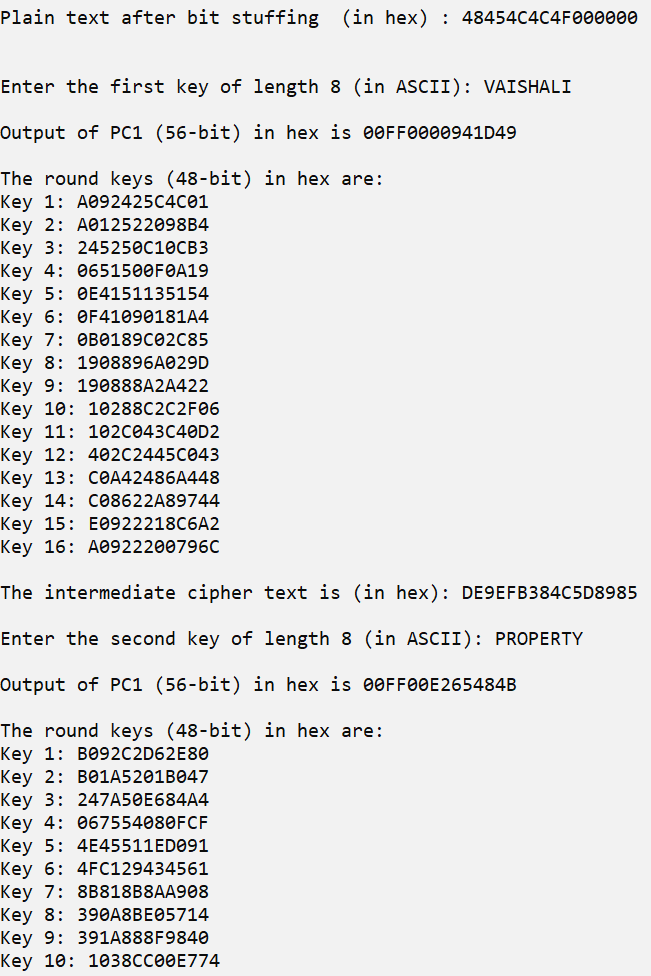 Plain text after bit stuffing  (in hex) : 48454C4C4F000000
Enter the first key of length 8 (in ASCII): VAISHALI
Output of PC1 (56-bit) in hex is 00FF0000941D49
The round keys (48-bit) in hex are:
Key 1: A092425C4C01
Key 2: A012522098B4
Key 3: 245250C10CB3
Key 4: 0651500F0A19
Key 5: 0E4151135154
Key 6: 0F41090181A4
Key 7: 0B0189C02C85
Key 8: 1908896A029D
Key 9: 190888A2A422
Key 10: 10288C2C2F06
Key 11: 102C043C40D2
Key 12: 402C2445C043
Key 13: C0A42486A448
Key 14: C08622A89744
Key 15: E0922218C6A2
Key 16: A0922200796C
The intermediate cipher text is (in hex): DE9EFB384C5D8985
Enter the second key of length 8 (in ASCII): PROPERTY
Output of PC1 (56-bit) in hex is 00FF00E265484B
The round keys (48-bit) in hex are:
Key 1: B092C2D62E80
Key 2: B01A5201B047
Key 3: 247A50E684A4
Key 4: 067554080FCF
Key 5: 4E45511ED091
Key 6: 4FC129434561
Key 7: 8B818B8AA908
Key 8: 390A8BE05714
Key 9: 391A888F9840
Key 10: 1038CC00E774